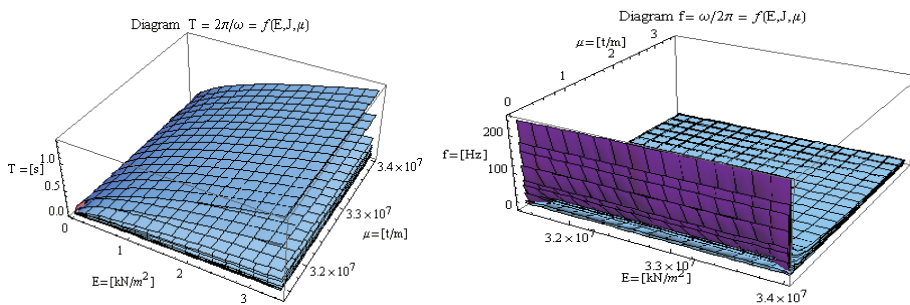 Diagram T = 2π/ω = f(E,J,μ)
T=[s]
1.0
0.5
0.0
0
1
2
3
E=[kN/m²]
3.2×10⁷
3.3×10⁷
3.4×10⁷
μ=[t/m]
Diagram f= ω/2π = f(E,J,μ)
μ=[t/m]
0
1
2
3
f=[Hz]
200
100
0
3.2×10⁷
3.3×10⁷
3.4×10⁷
E=[kN/m²]